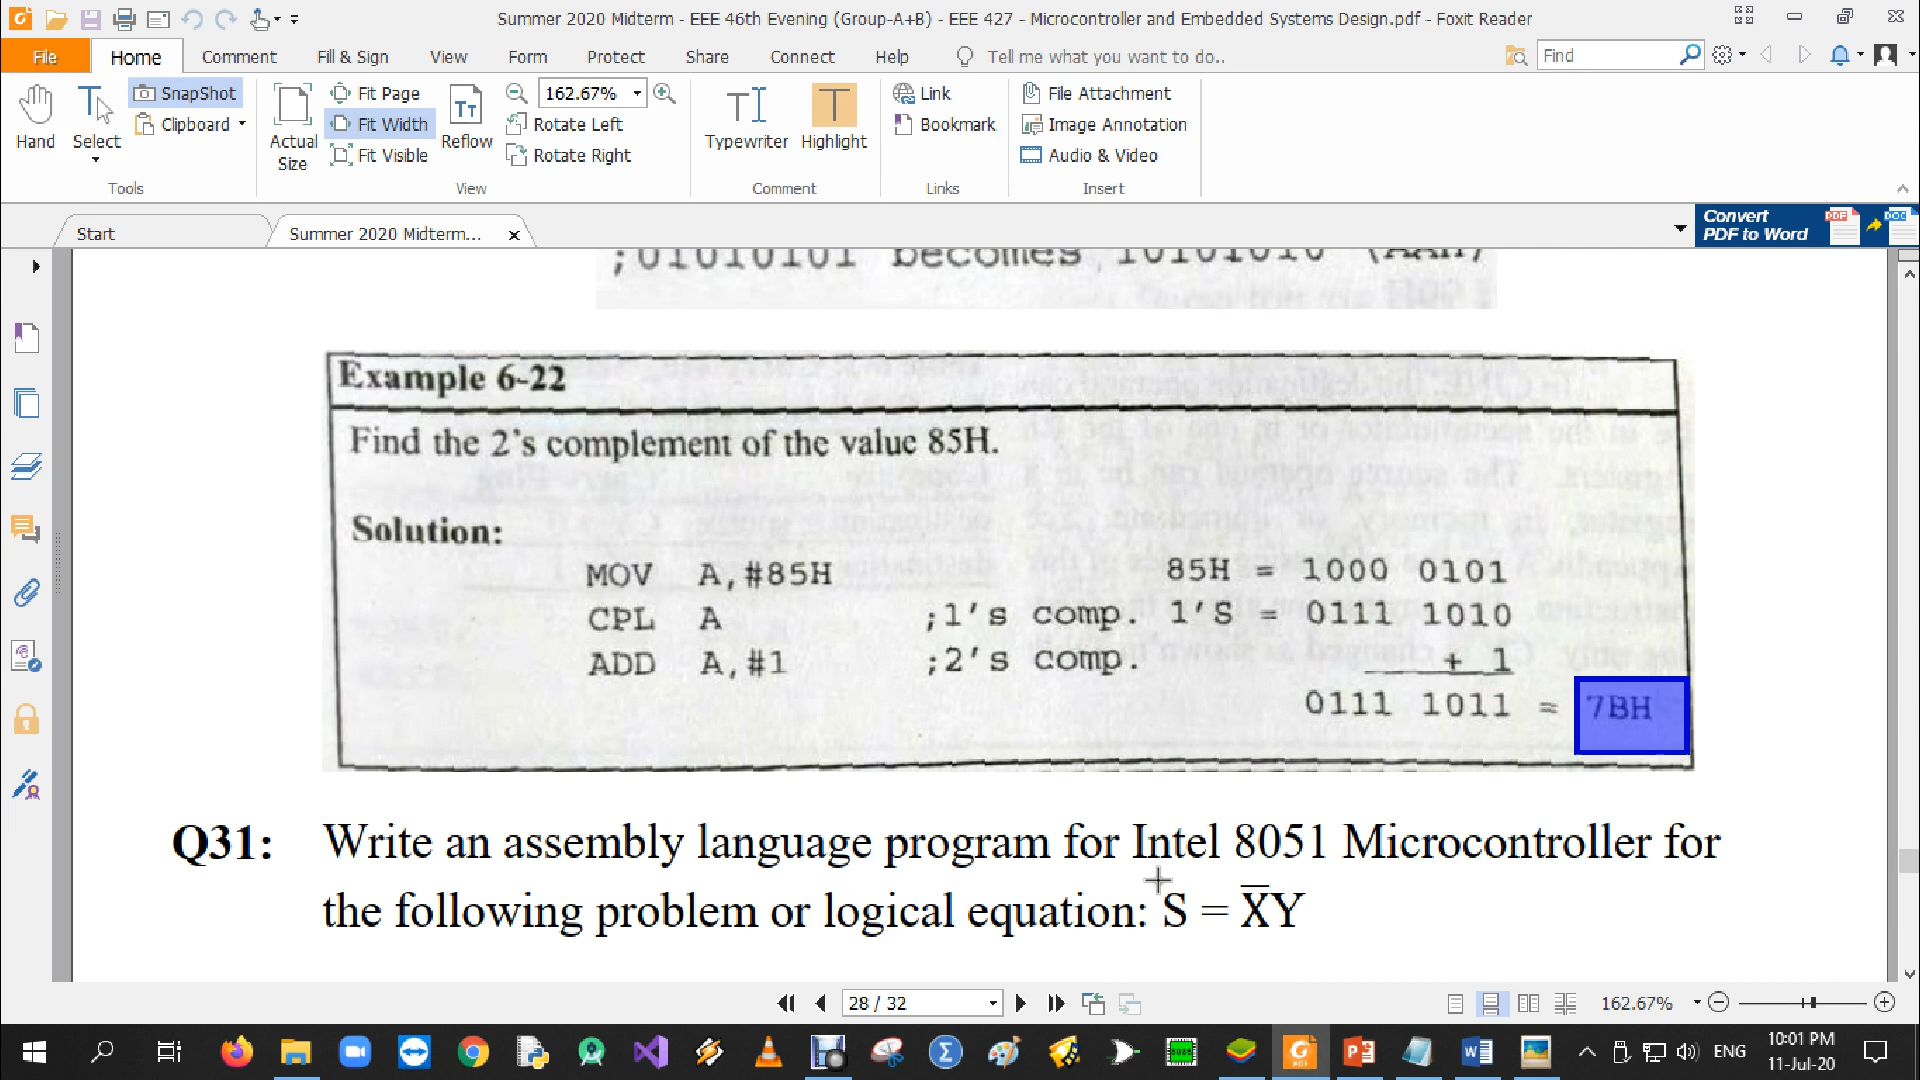 Summer 2020 Midterm - EEE 46th Evening (Group-A+B) - EEE 427 - Microcontroller and Embedded Systems Design.pdf - Foxit Reader
File Home Comment Fill & Sign View Form Protect Share Connect Help Tell me what you want to do.. Find
Hand Select SnapShot Clipboard
Tools
Actual Size Fit Page Fit Width Fit Visible Reflow 162.67% Rotate Left Rotate Right
View
Typewriter Highlight
Comment
Link Bookmark
Links
File Attachment Image Annotation Audio & Video
Insert
Start Summer 2020 Midterm... Convert PDF to Word PDF DOC
;01010101 becomes 10101010 (AAH)
Example 6-22
Find the 2's complement of the value 85H.
Solution:
MOV A,#85H 85H = 1000 0101
CPL A ;1's comp. 1'S = 0111 1010
ADD A,#1 ;2's comp. + 1
0111 1011 = 7BH
Q31: Write an assembly language program for Intel 8051 Microcontroller for
the following problem or logical equation: S = X̅Y
28 / 32 162.67%
ENG 10:01 PM
11-Jul-20